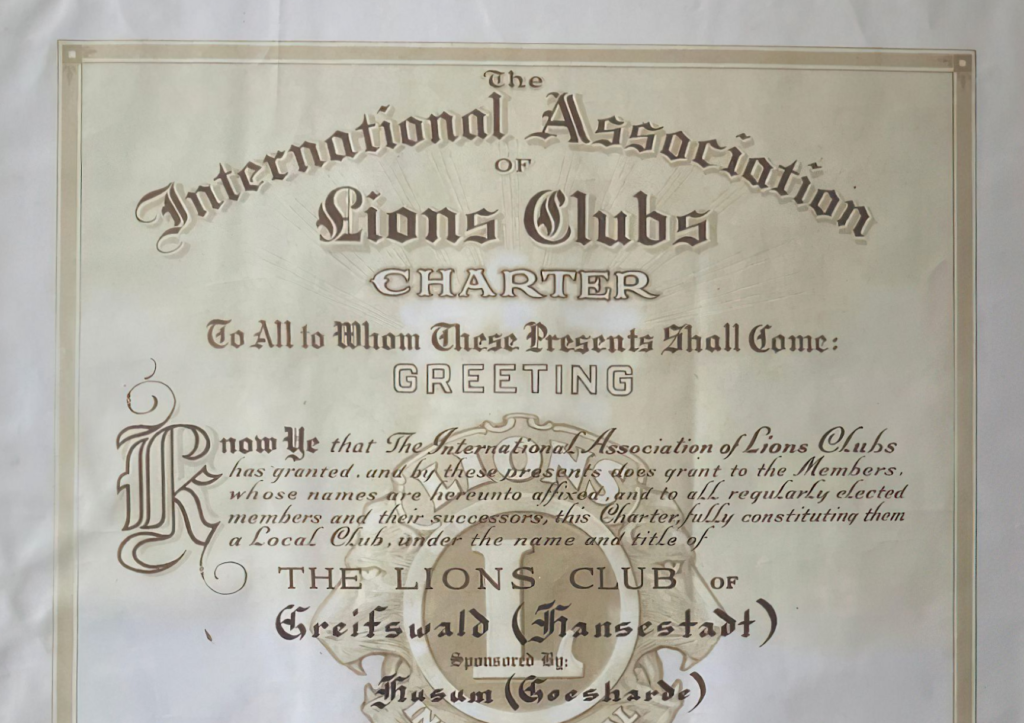 The
International Association
OF
Lions Clubs
CHARTER
To All to Whom These Presents Shall Come:
GREETING
Know Ye that The International Association of Lions Clubs
has granted, and by these presents does grant to the Members,
whose names are hereunto affixed, and to all regularly elected
members and their successors, this Charter, fully constituting them
a Local Club, under the name and title of
THE LIONS CLUB OF
Greifswald (Hansestadt)
Sponsored By:
Husum (Goesharde)
LIONS
L